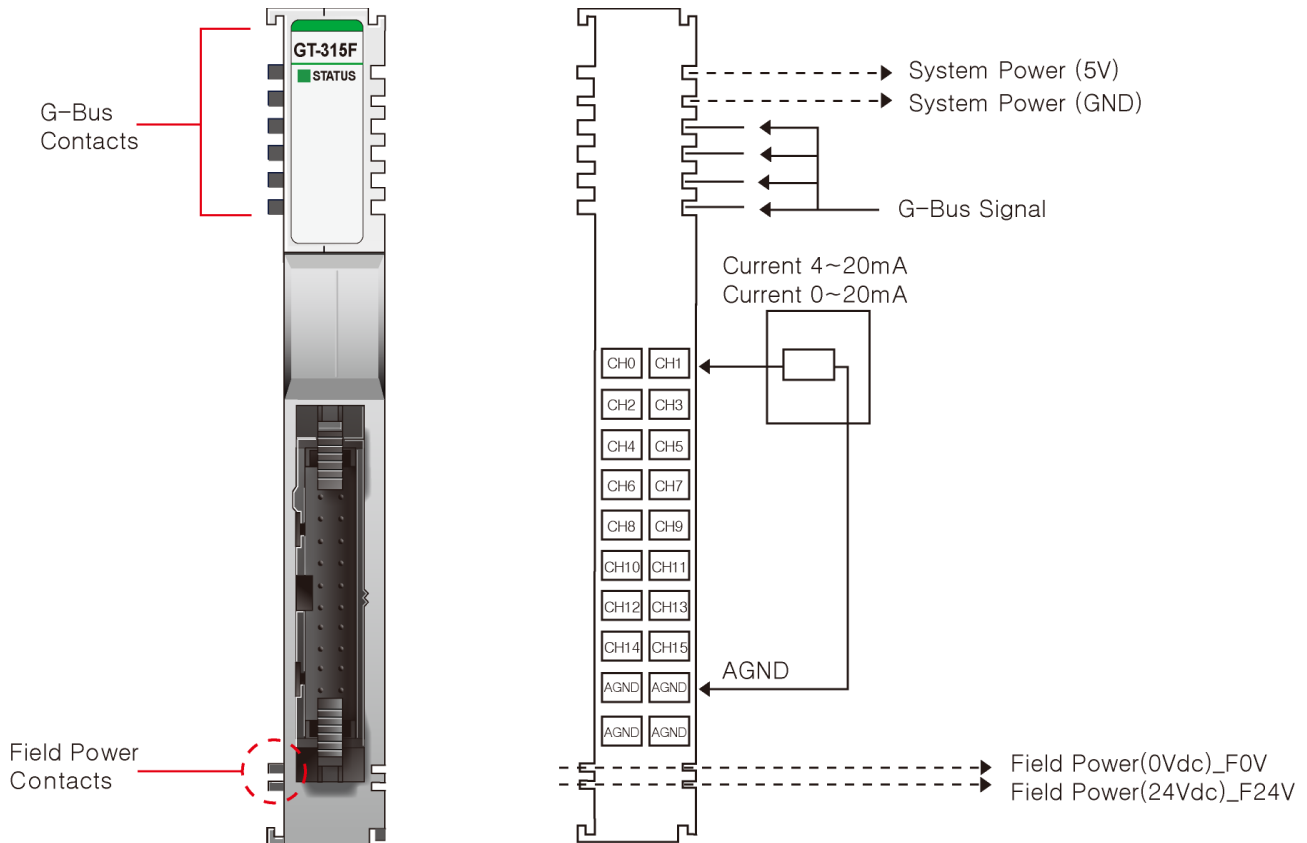 GT-315F
STATUS
G-Bus
Contacts
Field Power
Contacts
System Power (5V)
System Power (GND)
G-Bus Signal
Current 4~20mA
Current 0~20mA
CH0 CH1
CH2 CH3
CH4 CH5
CH6 CH7
CH8 CH9
CH10 CH11
CH12 CH13
CH14 CH15
AGND AGND
AGND
AGND AGND
Field Power(0Vdc)_F0V
Field Power(24Vdc)_F24V